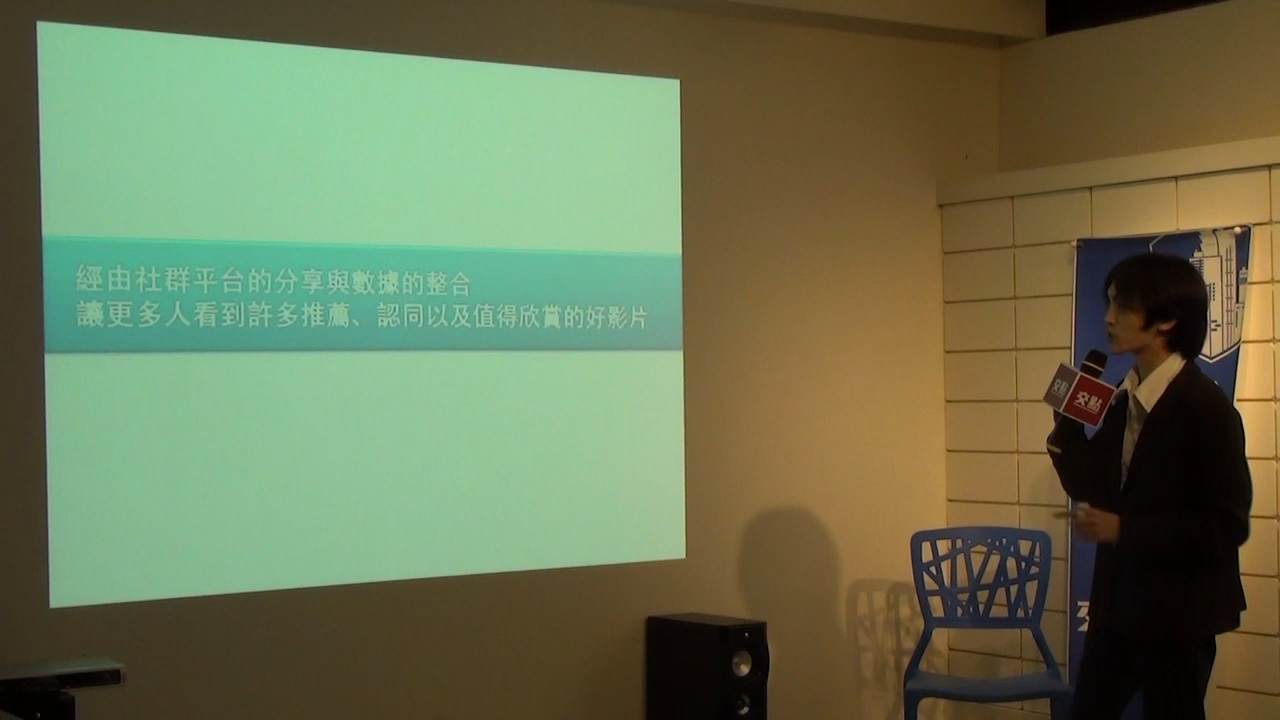 經由社群平台的分享與數據的整合
讓更多人看到許多推薦、認同以及值得欣賞的好影片
交點
交點